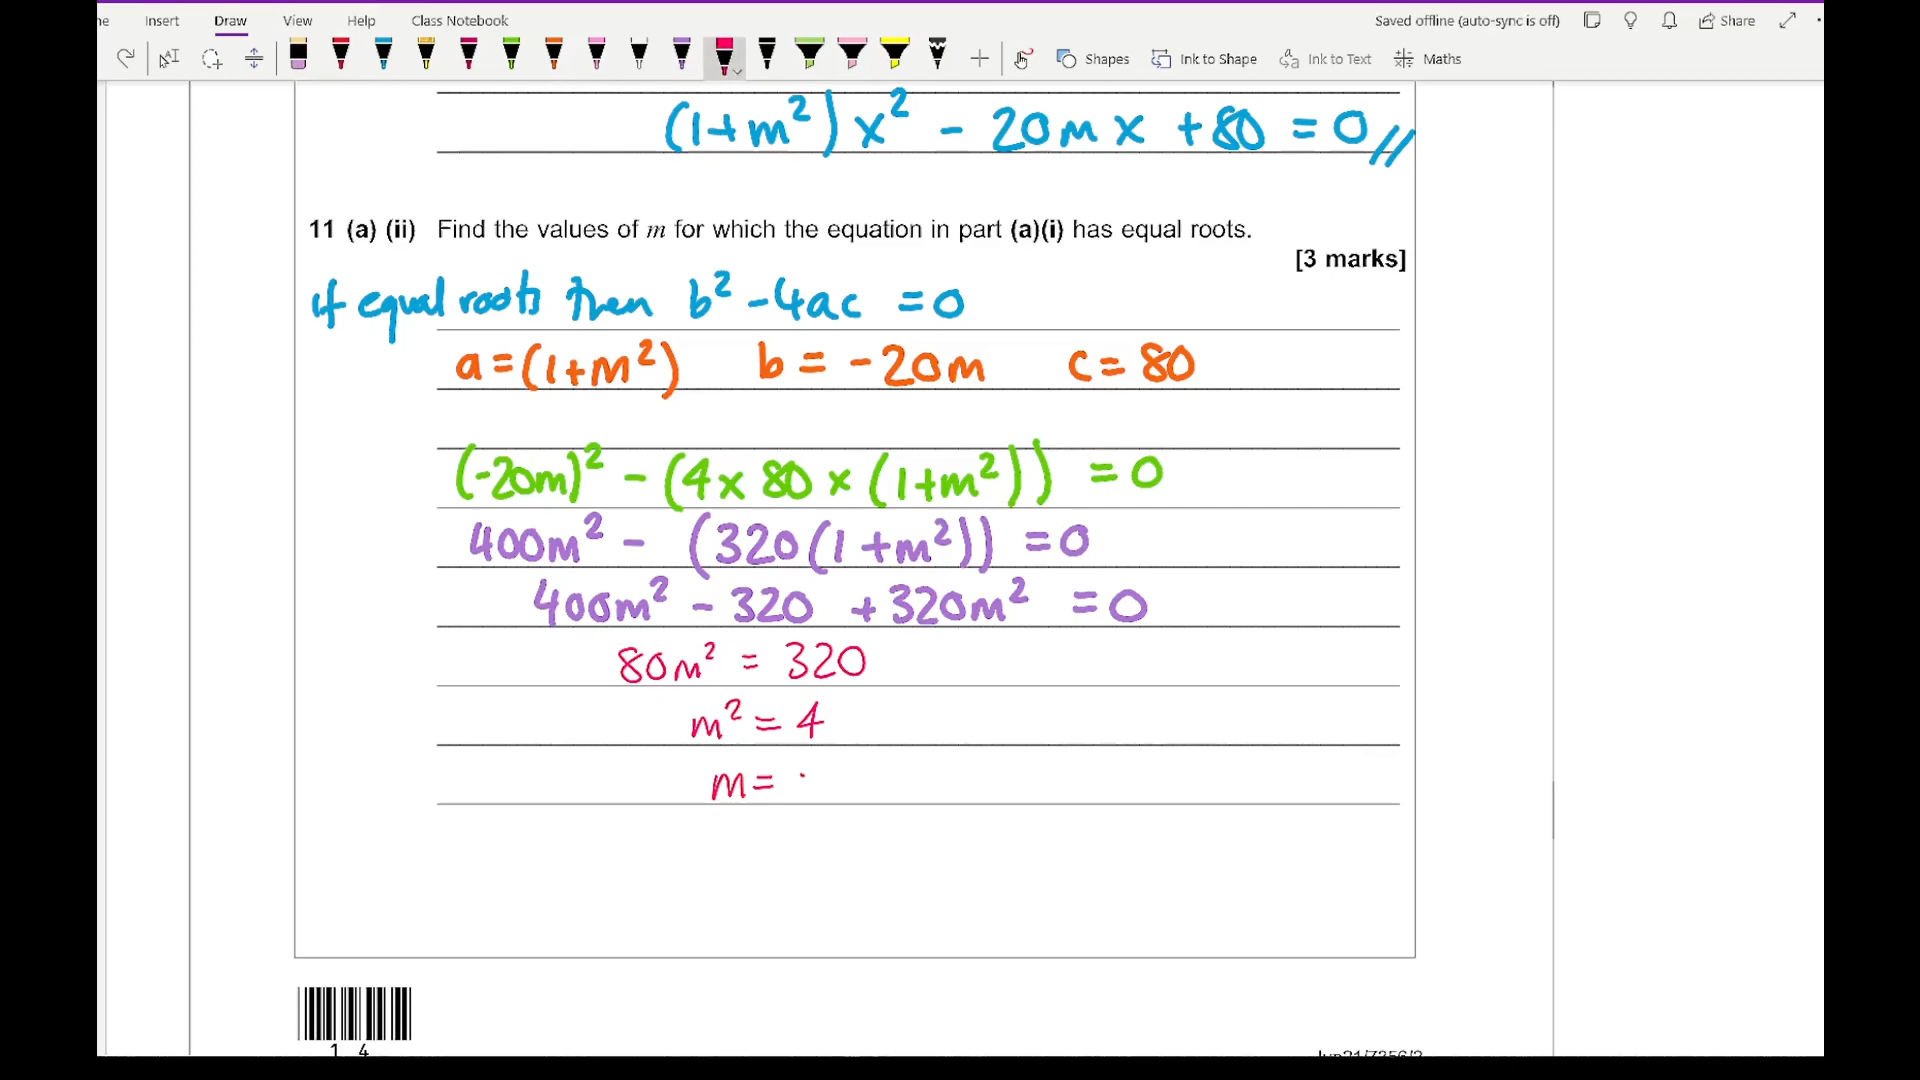 Insert Draw View Help Class Notebook Saved offline (auto-sync is off) Share
Shapes Ink to Shape Ink to Text Maths
(1+m²)x² - 20mx +80 = 0//
11 (a) (ii) Find the values of m for which the equation in part (a)(i) has equal roots.
[3 marks]
if equal roots then b² -4ac = 0
a = (1+m²) b = -20m c = 80
(-20m)² - (4 x 80 x (1+m²)) = 0
400m² - (320(1+m²)) = 0
400m² - 320 + 320m² = 0
80m² = 320
m² = 4
m =
1 4